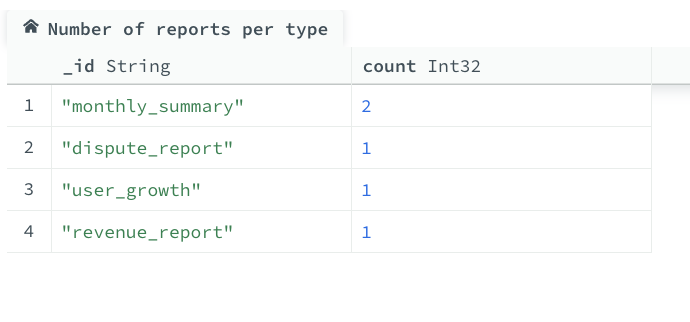 Number of reports per type
_id String count Int32
1 "monthly_summary" 2
2 "dispute_report" 1
3 "user_growth" 1
4 "revenue_report" 1